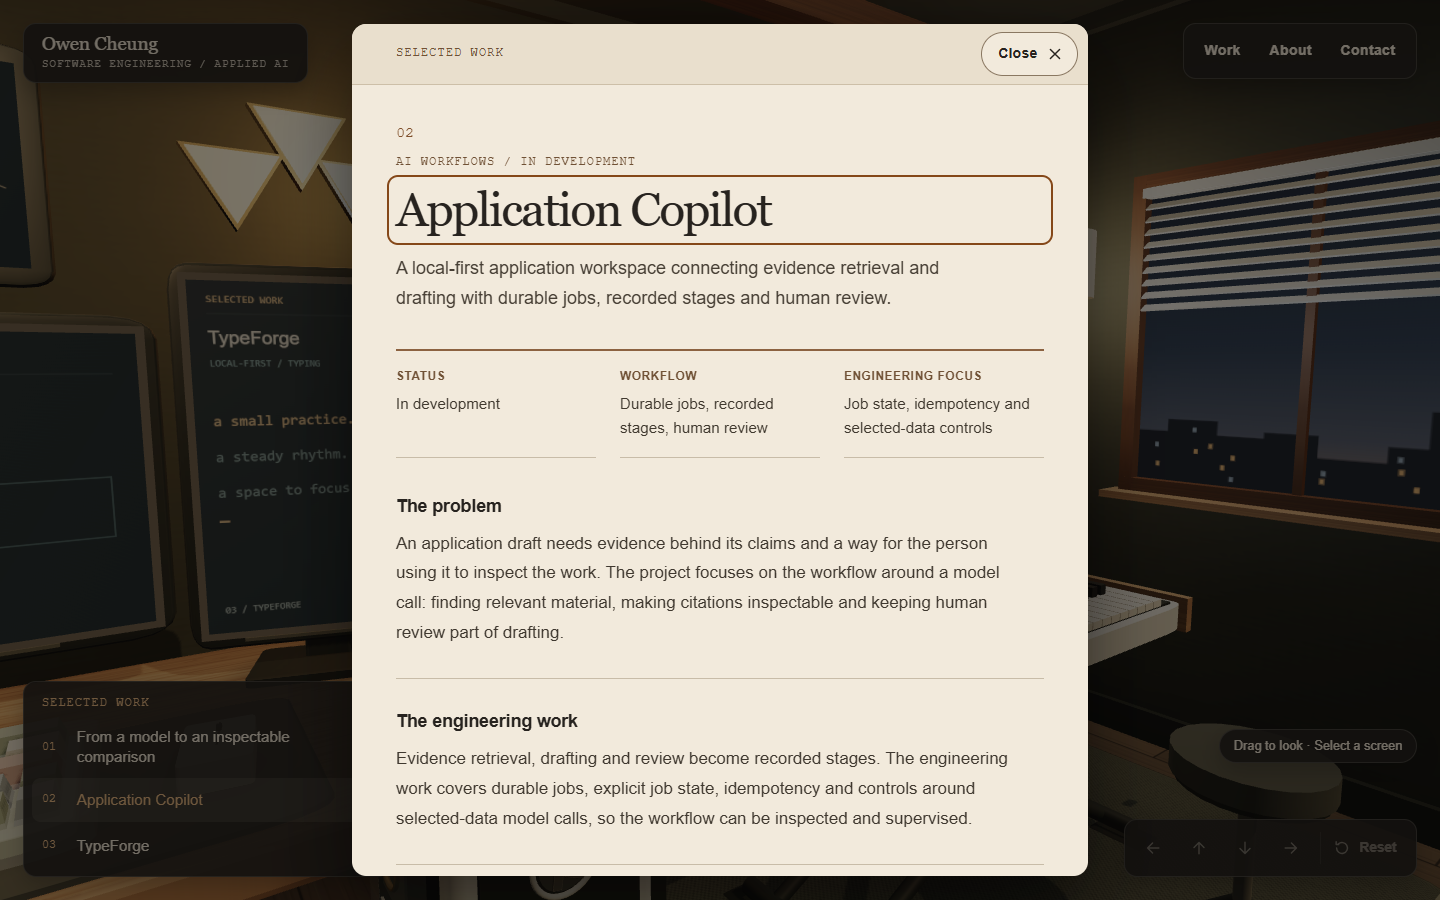 Owen Cheung
SOFTWARE ENGINEERING / APPLIED AI
Work About Contact
SELECTED WORK
TypeForge
LOCAL-FIRST / TYPING
a small practice.
a steady rhythm.
a space to focus
03 / TYPEFORGE
SELECTED WORK
01 From a model to an inspectable
comparison
02 Application Copilot
03 TypeForge
SELECTED WORK
Close
02
AI WORKFLOWS / IN DEVELOPMENT
Application Copilot
A local-first application workspace connecting evidence retrieval and
drafting with durable jobs, recorded stages and human review.
STATUS
In development
WORKFLOW
Durable jobs, recorded
stages, human review
ENGINEERING FOCUS
Job state, idempotency and
selected-data controls
The problem
An application draft needs evidence behind its claims and a way for the person
using it to inspect the work. The project focuses on the workflow around a model
call: finding relevant material, making citations inspectable and keeping human
review part of drafting.
The engineering work
Evidence retrieval, drafting and review become recorded stages. The engineering
work covers durable jobs, explicit job state, idempotency and controls around
selected-data model calls, so the workflow can be inspected and supervised.
Drag to look · Select a screen
Reset